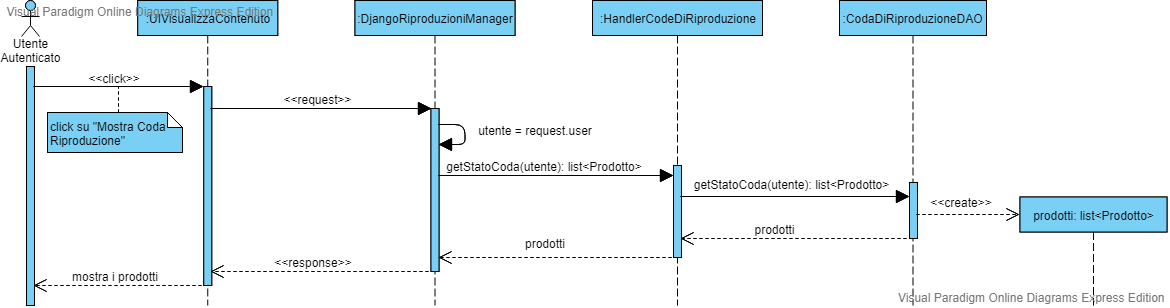 Visual Paradigm Online Diagrams Express Edition
:UIVisualizzaContenuto
:DjangoRiproduzioniManager
:HandlerCodeDiRiproduzione
:CodaDiRiproduzioneDAO
Utente
Autenticato
<<click>>
click su "Mostra Coda
Riproduzione"
<<request>>
utente = request.user
getStatoCoda(utente): list<Prodotto>
getStatoCoda(utente): list<Prodotto>
<<create>>
prodotti: list<Prodotto>
prodotti
prodotti
<<response>>
mostra i prodotti
Visual Paradigm Online Diagrams Express Edition